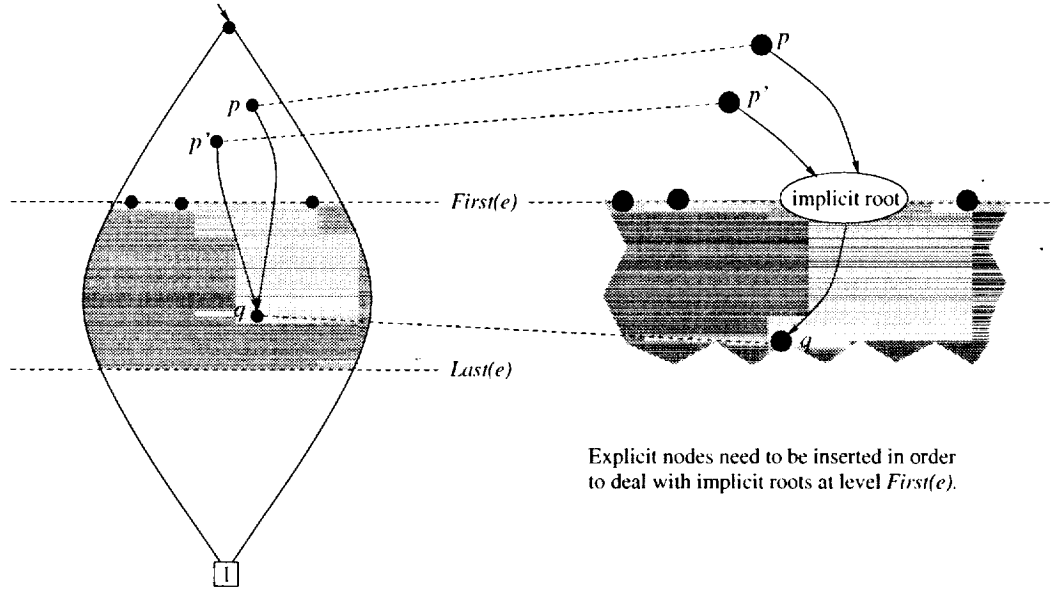 p
p'
First(e)
q
Last(e)
1
p
p'
implicit root
q
Explicit nodes need to be inserted in order
to deal with implicit roots at level First(e).